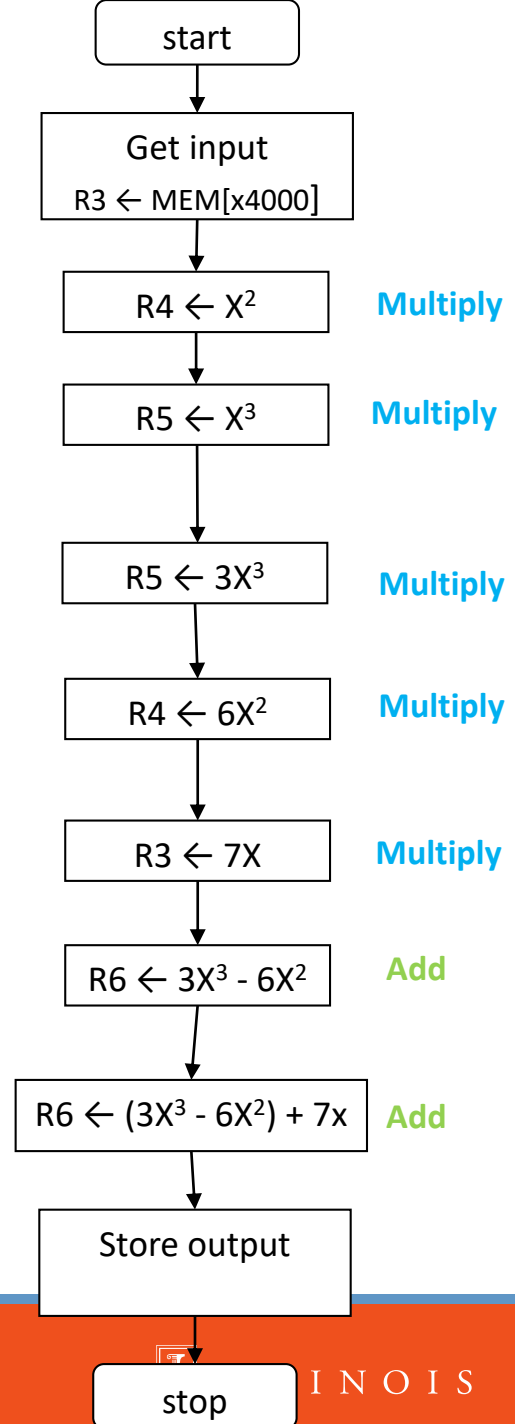 start
Get input
R3 ← MEM[x4000]
R4 ← X² Multiply
R5 ← X³ Multiply
R5 ← 3X³ Multiply
R4 ← 6X² Multiply
R3 ← 7X Multiply
R6 ← 3X³ - 6X² Add
R6 ← (3X³ - 6X²) + 7x Add
Store output
I N O I S
stop